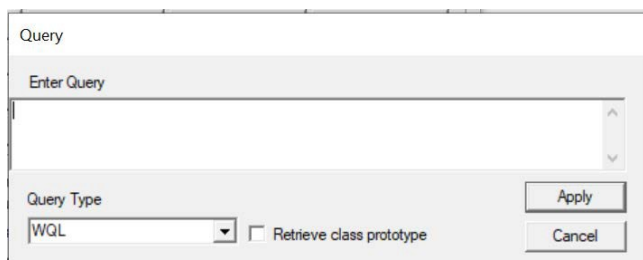 Query
Enter Query
Query Type
Apply
WQL
Retrieve class prototype
Cancel